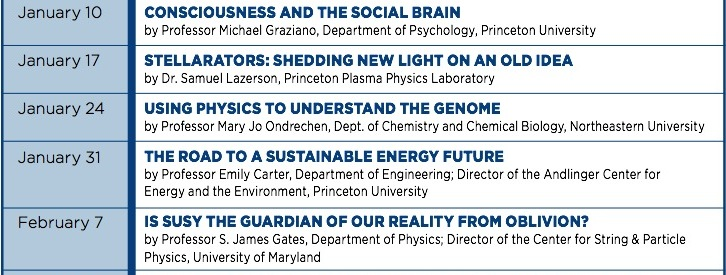 January 10
CONSCIOUSNESS AND THE SOCIAL BRAIN
by Professor Michael Graziano, Department of Psychology, Princeton University
January 17
STELLARATORS: SHEDDING NEW LIGHT ON AN OLD IDEA
by Dr. Samuel Lazerson, Princeton Plasma Physics Laboratory
January 24
USING PHYSICS TO UNDERSTAND THE GENOME
by Professor Mary Jo Ondrechen, Dept. of Chemistry and Chemical Biology, Northeastern University
January 31
THE ROAD TO A SUSTAINABLE ENERGY FUTURE
by Professor Emily Carter, Department of Engineering; Director of the Andlinger Center for
Energy and the Environment, Princeton University
February 7
IS SUSY THE GUARDIAN OF OUR REALITY FROM OBLIVION?
by Professor S. James Gates, Department of Physics; Director of the Center for String & Particle
Physics, University of Maryland